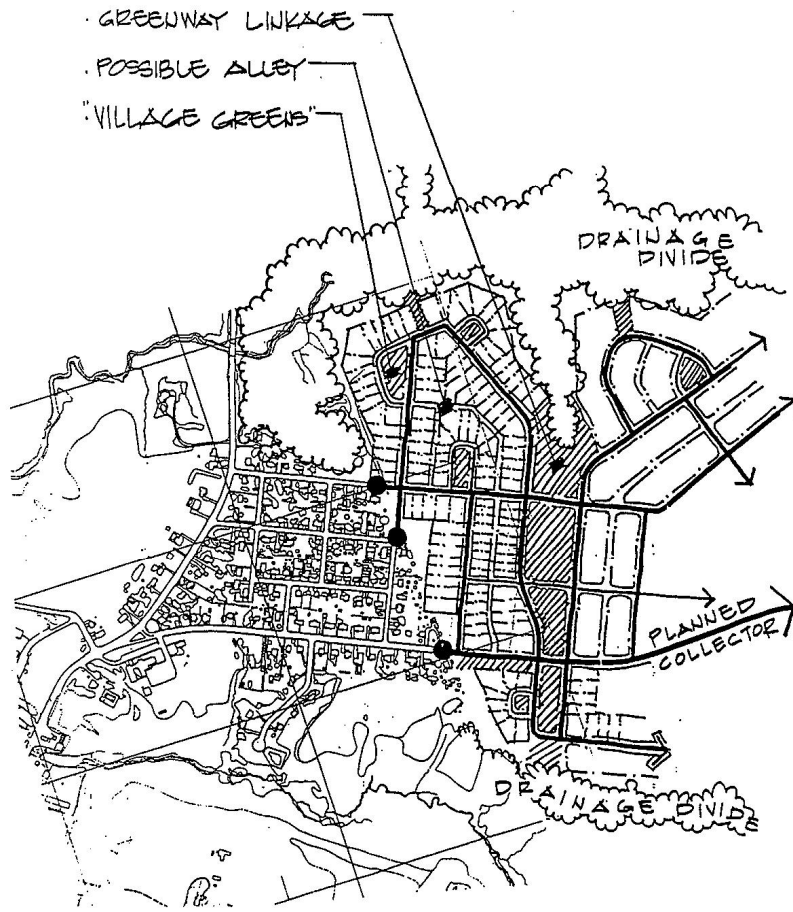 · GREENWAY LINKAGE
· POSSIBLE ALLEY
· "VILLAGE GREENS"
DRAINAGE
DIVIDE
PLANNED
COLLECTOR
DRAINAGE DIVIDE